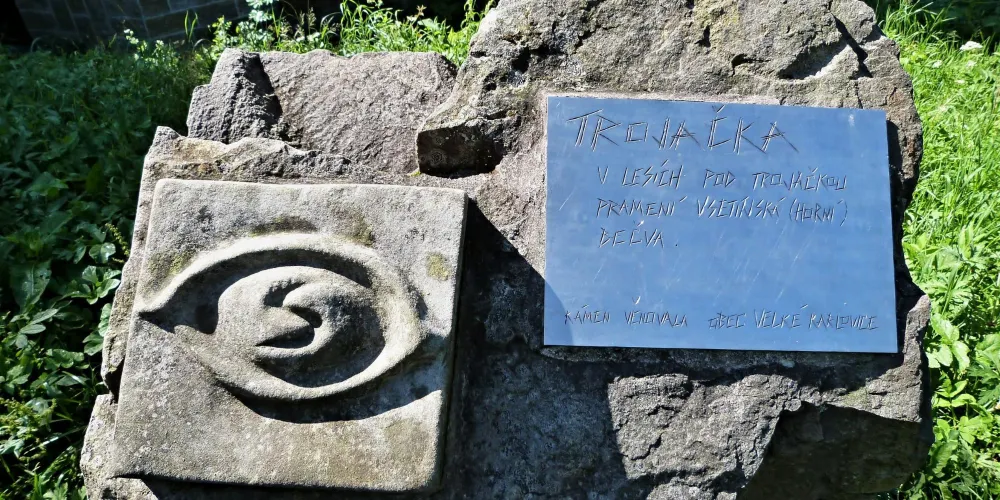 TROJAČKA
V LESÍCH POD TROJAČKOU
PRAMENÍ VSETÍNSKÁ (HORNÍ)
BEČVA.
KÁMEN VĚNOVALA OBEC VELKÉ KARLOVICE